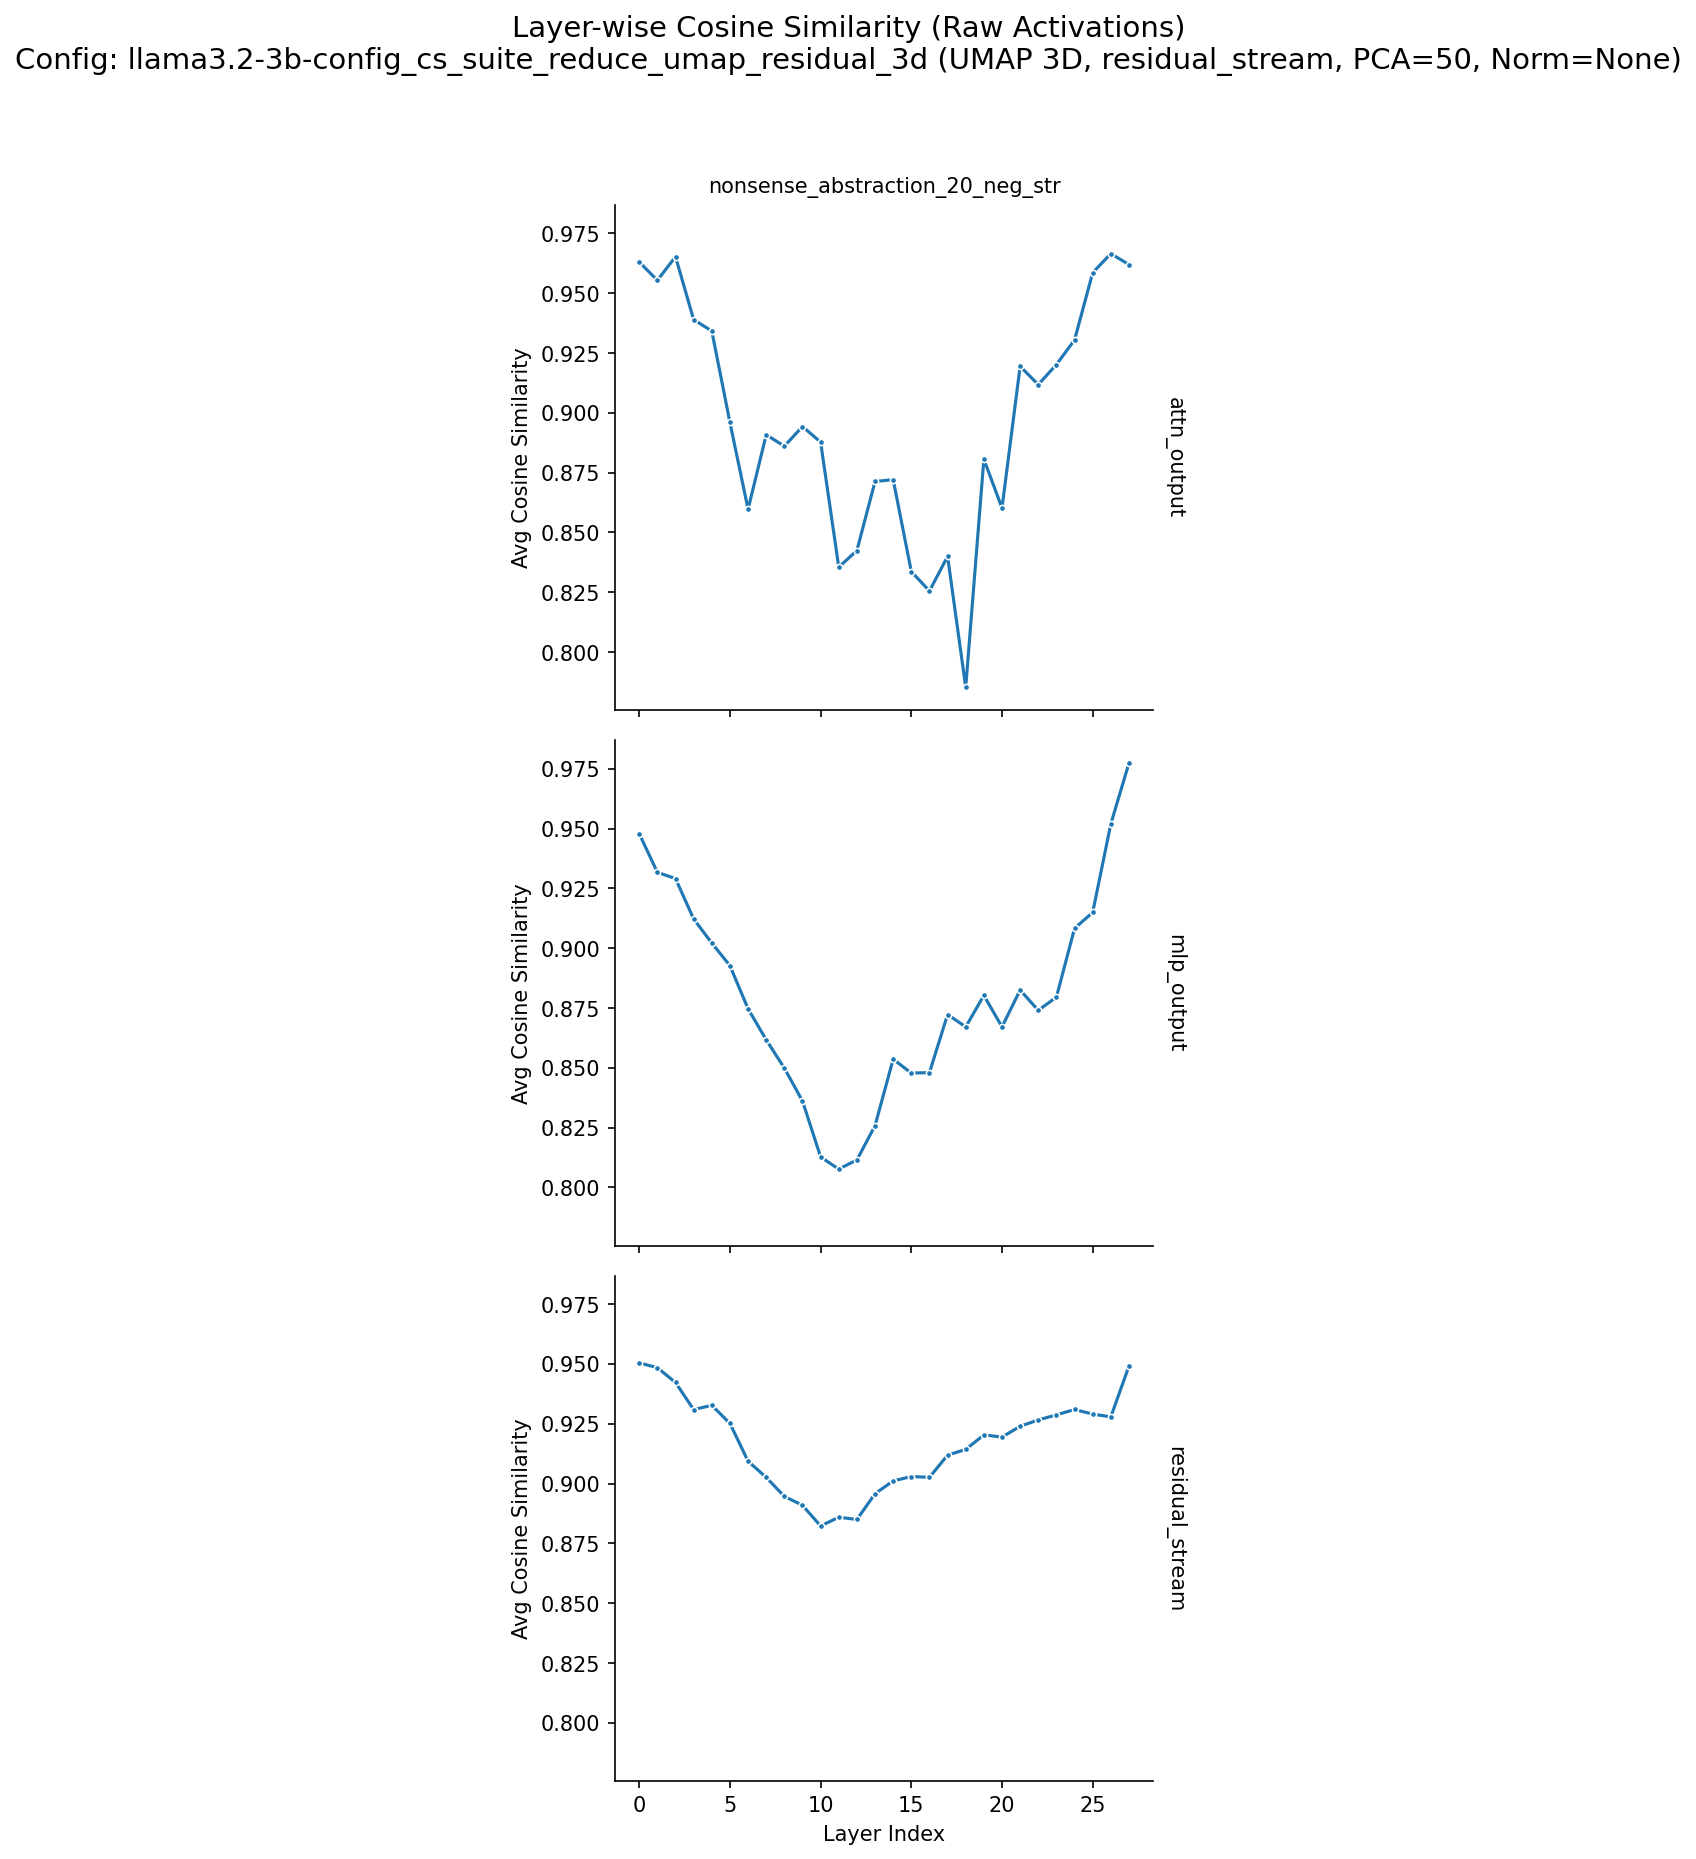 Layer-wise Cosine Similarity (Raw Activations)
Config: llama3.2-3b-config_cs_suite_reduce_umap_residual_3d (UMAP 3D, residual_stream, PCA=50, Norm=None)
nonsense_abstraction_20_neg_str
0.975
0.950
0.925
0.900
0.875
0.850
0.825
0.800
Avg Cosine Similarity
attn_output
0.975
0.950
0.925
0.900
0.875
0.850
0.825
0.800
Avg Cosine Similarity
mlp_output
0.975
0.950
0.925
0.900
0.875
0.850
0.825
0.800
Avg Cosine Similarity
residual_stream
0 5 10 15 20 25
Layer Index